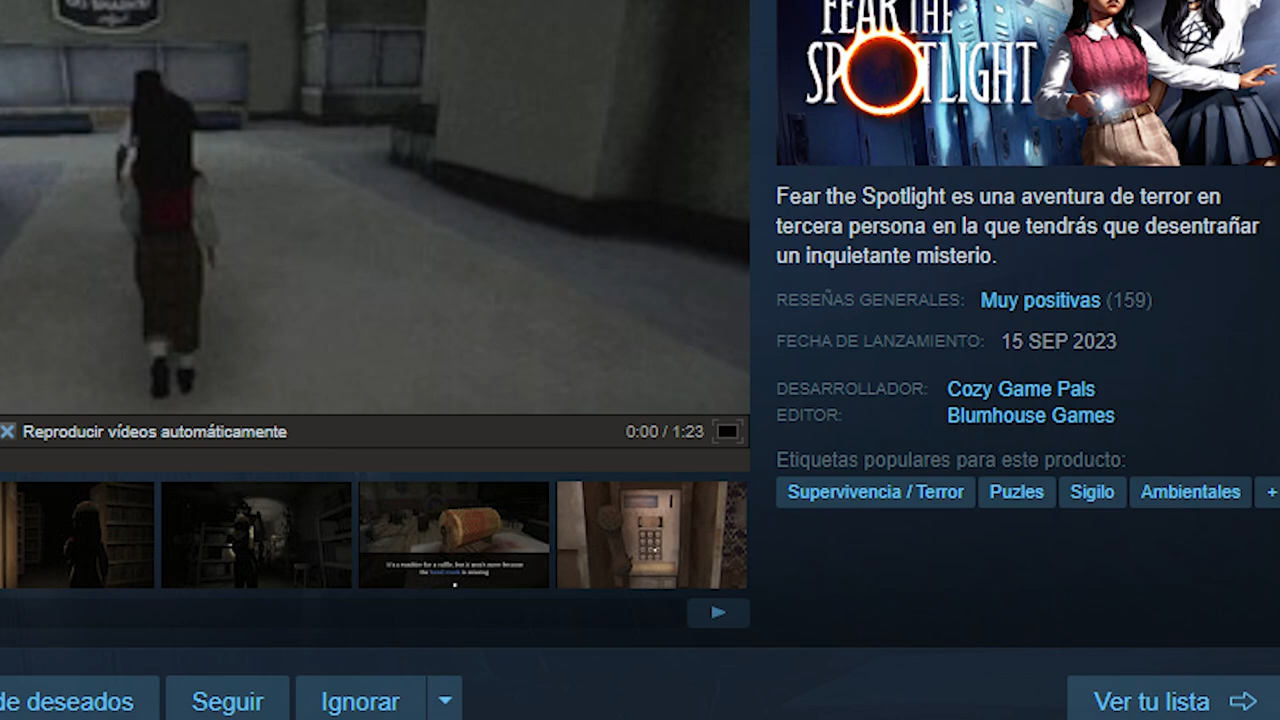 FEAR THE
SPOTLIGHT
Fear the Spotlight es una aventura de terror en
tercera persona en la que tendrás que desentrañar
un inquietante misterio.
RESEÑAS GENERALES: Muy positivas (159)
FECHA DE LANZAMIENTO: 15 SEP 2023
DESARROLLADOR: Cozy Game Pals
EDITOR: Blumhouse Games
Etiquetas populares para este producto:
Supervivencia / Terror Puzles Sigilo Ambientales +
Reproducir vídeos automáticamente 0:00 / 1:23
de deseados Seguir Ignorar Ver tu lista